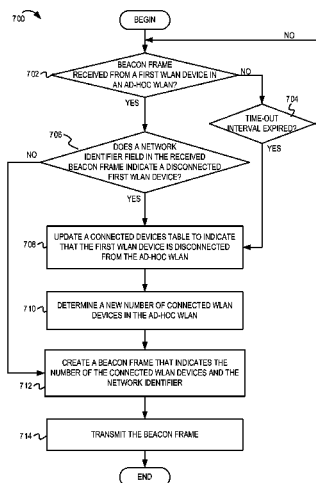 700
BEGIN
NO
702
BEACON FRAME
RECEIVED FROM A FIRST WLAN DEVICE IN
AN AD-HOC WLAN?
NO
YES
704
TIME-OUT
INTERVAL EXPIRED?
YES
706
DOES A NETWORK
IDENTIFIER FIELD IN THE RECEIVED
BEACON FRAME INDICATE A DISCONNECTED
FIRST WLAN DEVICE?
NO
YES
708
UPDATE A CONNECTED DEVICES TABLE TO INDICATE
THAT THE FIRST WLAN DEVICE IS DISCONNECTED
FROM THE AD-HOC WLAN
710
DETERMINE A NEW NUMBER OF CONNECTED WLAN
DEVICES IN THE AD-HOC WLAN
712
CREATE A BEACON FRAME THAT INDICATES THE
NUMBER OF THE CONNECTED WLAN DEVICES AND THE
NETWORK IDENTIFIER
714
TRANSMIT THE BEACON FRAME
END